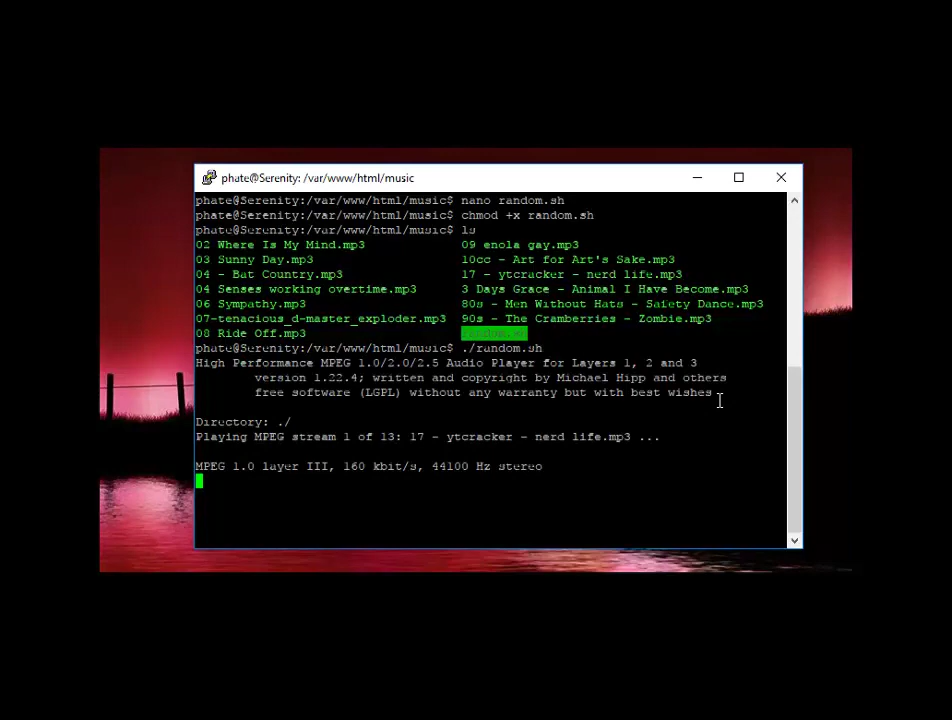 phate@Serenity: /var/www/html/music
phate@Serenity:/var/www/html/music$ nano random.sh
phate@Serenity:/var/www/html/music$ chmod +x random.sh
phate@Serenity:/var/www/html/music$ ls
02 Where Is My Mind.mp3 09 enola gay.mp3
03 Sunny Day.mp3 10cc - Art for Art's Sake.mp3
04 - Bat Country.mp3 17 - ytcracker - nerd life.mp3
04 Senses working overtime.mp3 3 Days Grace - Animal I Have Become.mp3
06 Sympathy.mp3 80s - Men Without Hats - Safety Dance.mp3
07-tenacious_d-master_exploder.mp3 90s - The Cranberries - Zombie.mp3
08 Ride Off.mp3 random.sh
phate@Serenity:/var/www/html/music$ ./random.sh
High Performance MPEG 1.0/2.0/2.5 Audio Player for Layers 1, 2 and 3
version 1.22.4; written and copyright by Michael Hipp and others
free software (LGPL) without any warranty but with best wishes
Directory: ./
Playing MPEG stream 1 of 13: 17 - ytcracker - nerd life.mp3 ...
MPEG 1.0 layer III, 160 kbit/s, 44100 Hz stereo